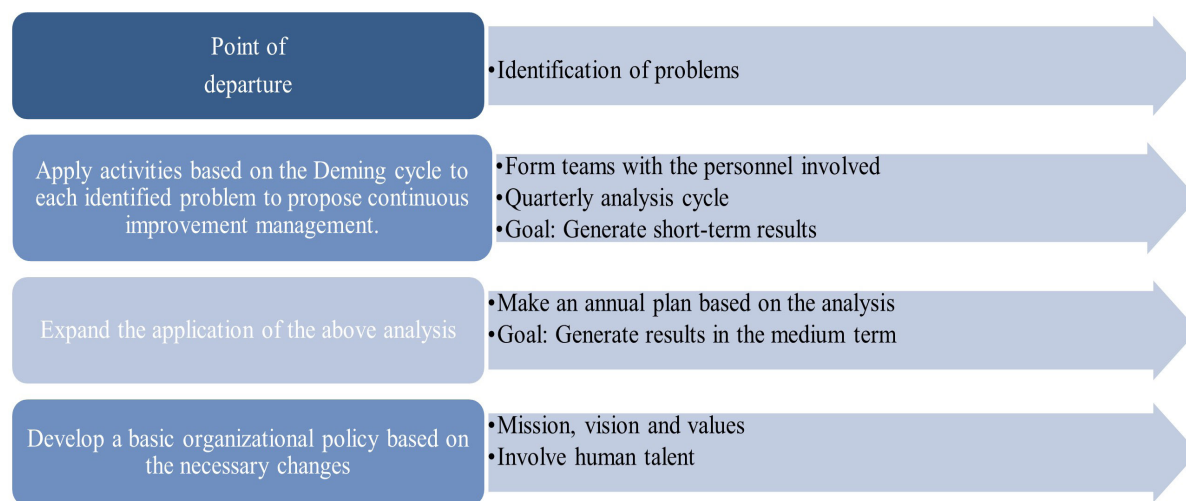 Point of
departure
•Identification of problems
Apply activities based on the Deming cycle to
each identified problem to propose continuous
improvement management.
•Form teams with the personnel involved
•Quarterly analysis cycle
•Goal: Generate short-term results
Expand the application of the above analysis
•Make an annual plan based on the analysis
•Goal: Generate results in the medium term
Develop a basic organizational policy based on
the necessary changes
•Mission, vision and values
•Involve human talent